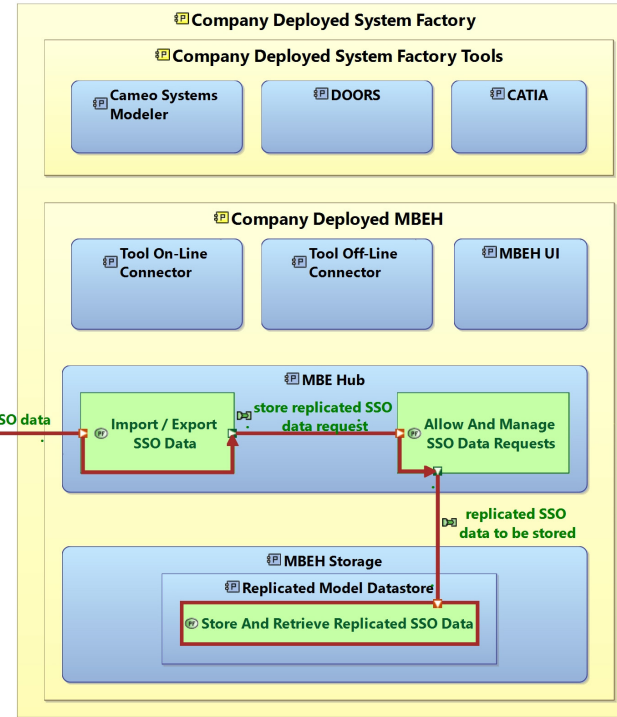 Company Deployed System Factory
Company Deployed System Factory Tools
Cameo Systems
Modeler
DOORS
CATIA
Company Deployed MBEH
Tool On-Line
Connector
Tool Off-Line
Connector
MBEH UI
MBE Hub
SO data
Import / Export
SSO Data
store replicated SSO
data request
Allow And Manage
SSO Data Requests
replicated SSO
data to be stored
MBEH Storage
Replicated Model Datastore
Store And Retrieve Replicated SSO Data